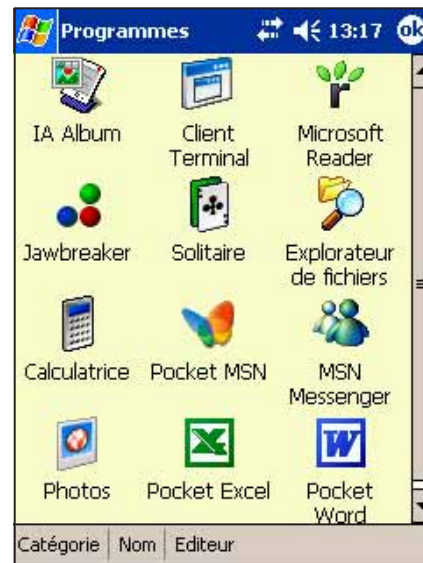 Programmes 13:17 ok
IA Album Client Terminal Microsoft Reader
Jawbreaker Solitaire Explorateur de fichiers
Calculatrice Pocket MSN MSN Messenger
Photos Pocket Excel Pocket Word
Catégorie Nom Editeur